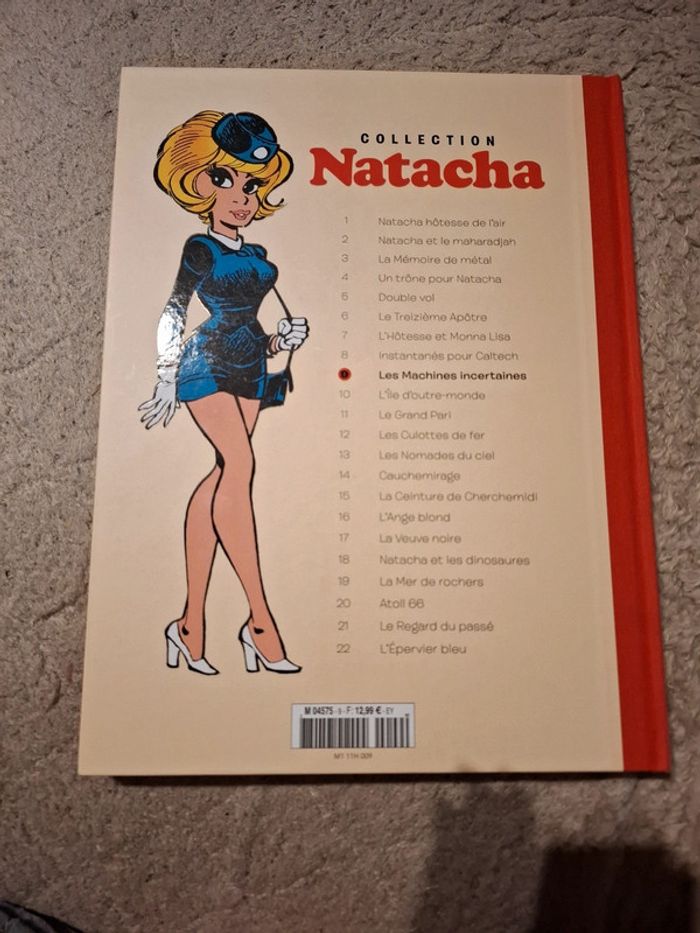 COLLECTION
Natacha
1 Natacha hôtesse de l'air
2 Natacha et le maharadjah
3 La Mémoire de métal
4 Un trône pour Natacha
5 Double vol
6 Le Treizième Apôtre
7 L'Hôtesse et Monna Lisa
8 Instantanés pour Caltech
9 Les Machines incertaines
10 L'Île d'outre-monde
11 Le Grand Pari
12 Les Culottes de fer
13 Les Nomades du ciel
14 Cauchemirage
15 La Ceinture de Cherchemidi
16 L'Ange blond
17 La Veuve noire
18 Natacha et les dinosaures
19 La Mer de rochers
20 Atoll 66
21 Le Regard du passé
22 L'Épervier bleu
M 04575 - 9 - F: 12,99 € - EY